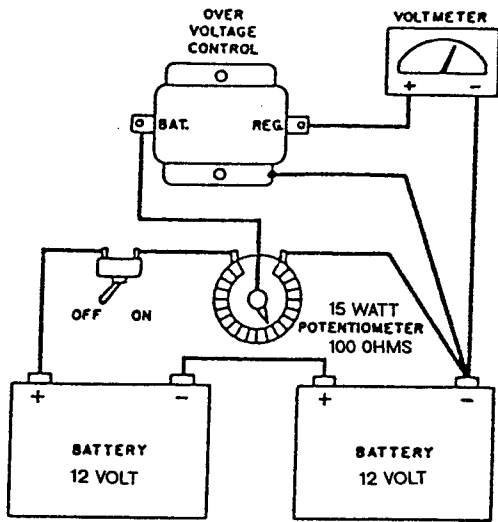 OVER
VOLTAGE
CONTROL
VOLTMETER
+ -
BAT. REG.
OFF ON
15 WATT
POTENTIOMETER
100 OHMS
+ -
BATTERY
12 VOLT
+ -
BATTERY
12 VOLT